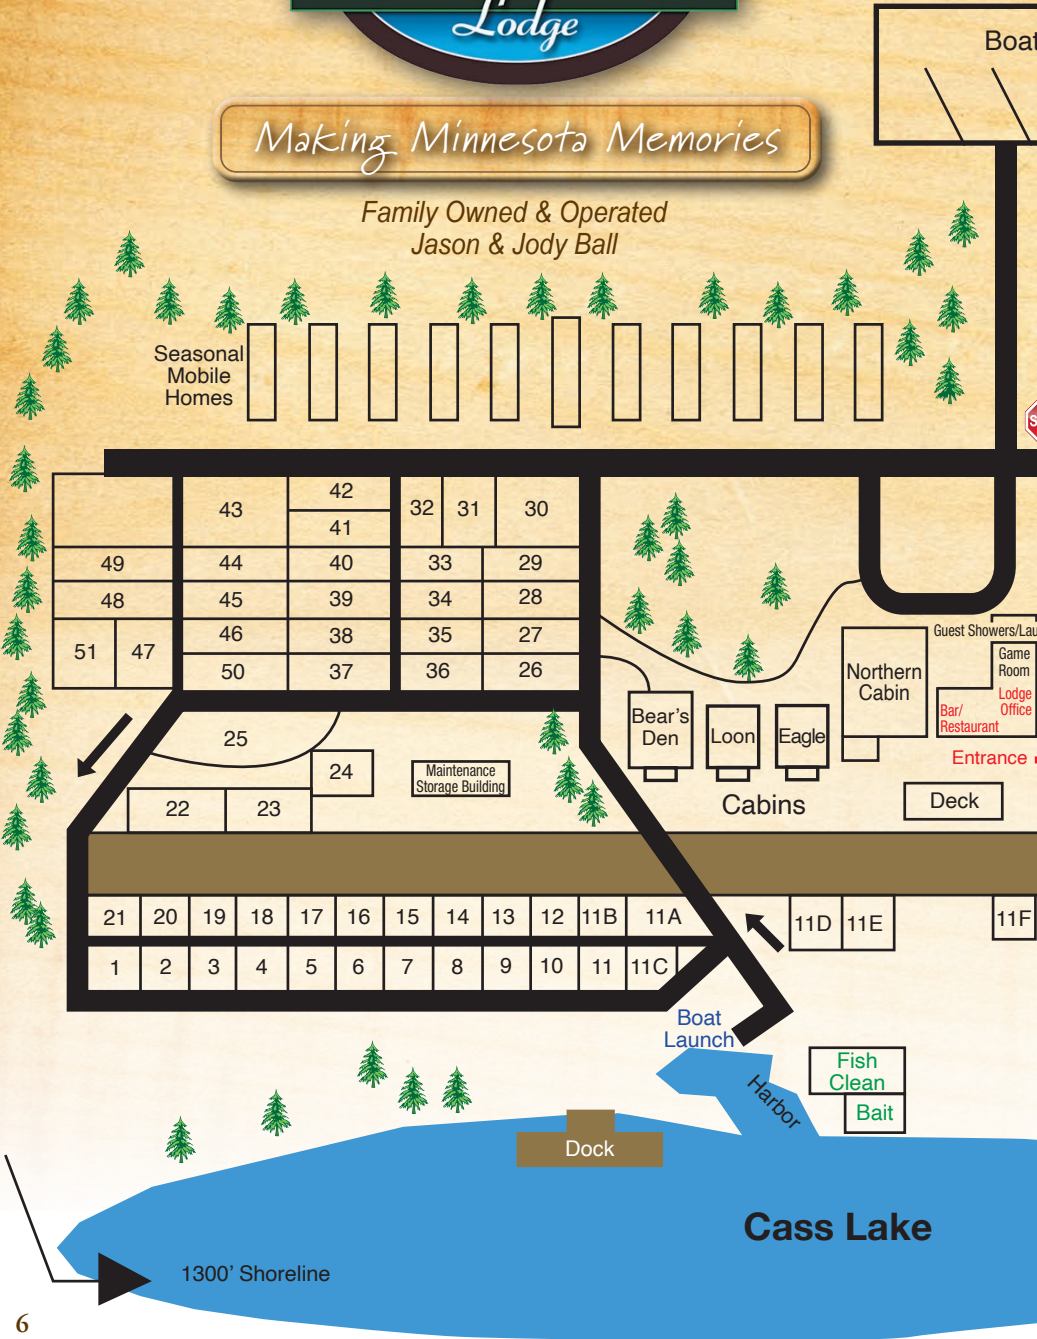 Lodge
Boat
Making Minnesota Memories
Family Owned & Operated
Jason & Jody Ball
Seasonal
Mobile
Homes
43
42
41
32
31
30
49
44
40
33
29
48
45
39
34
28
51
47
46
38
35
27
50
37
36
26
25
24
22
23
Maintenance
Storage Building
Bear's
Den
Loon
Eagle
Cabins
Northern
Cabin
Guest Showers/Lau
Game
Room
Lodge
Office
Bar/
Restaurant
Entrance
Deck
21 20 19 18 17 16 15 14 13 12 11B 11A
11D 11E
11F
1 2 3 4 5 6 7 8 9 10 11 11C
Boat
Launch
Harbor
Fish
Clean
Bait
Dock
Cass Lake
1300' Shoreline
6